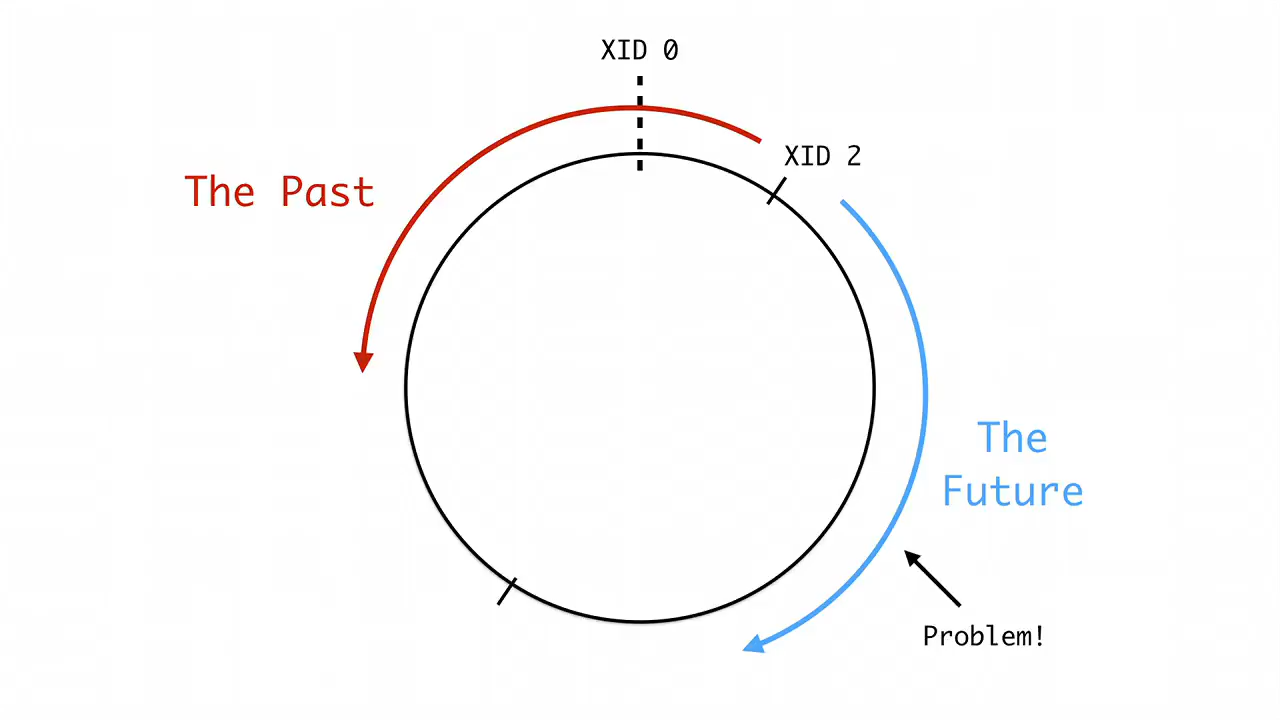 XID 0
XID 2
The Past
The
Future
Problem!